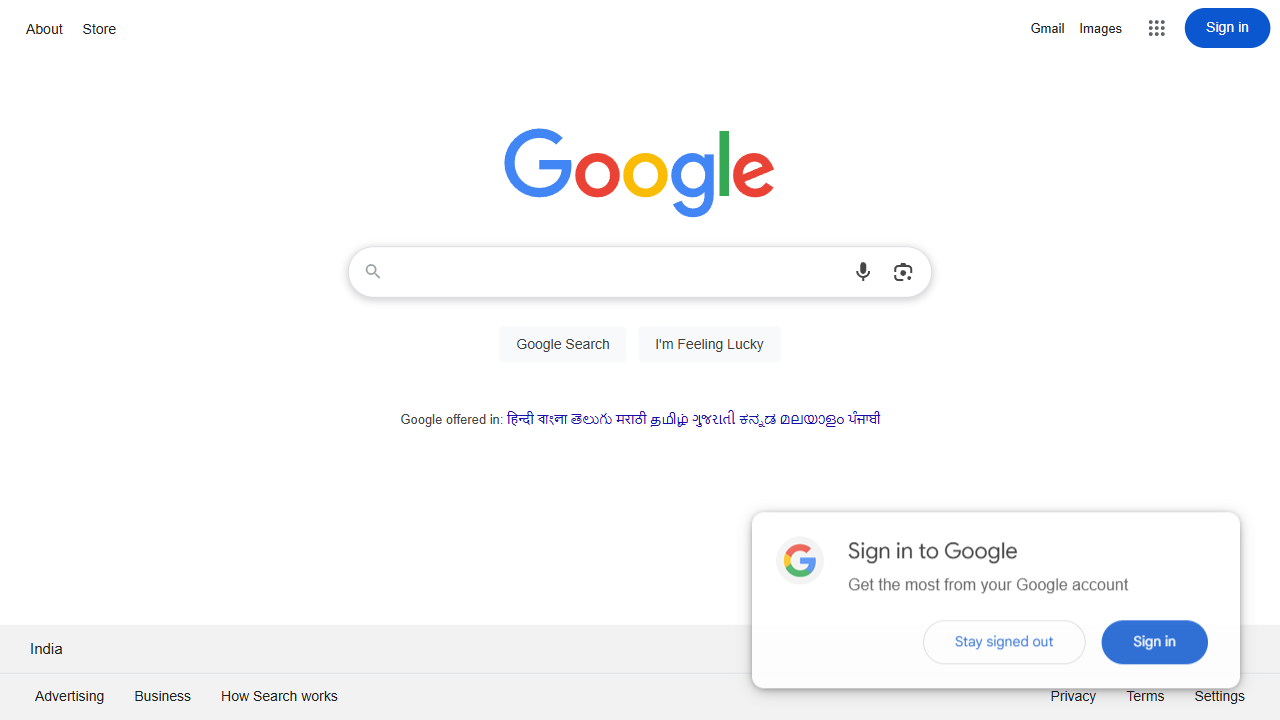 About Store Gmail Images Sign in
Google
Google Search I'm Feeling Lucky
Google offered in: हिन्दी বাংলা తెలుగు मराठी தமிழ் ગુજરાતી ಕನ್ನಡ മലയാളം ਪੰਜਾਬੀ
Sign in to Google
Get the most from your Google account
Stay signed out Sign in
India
Advertising Business How Search works Privacy Terms Settings